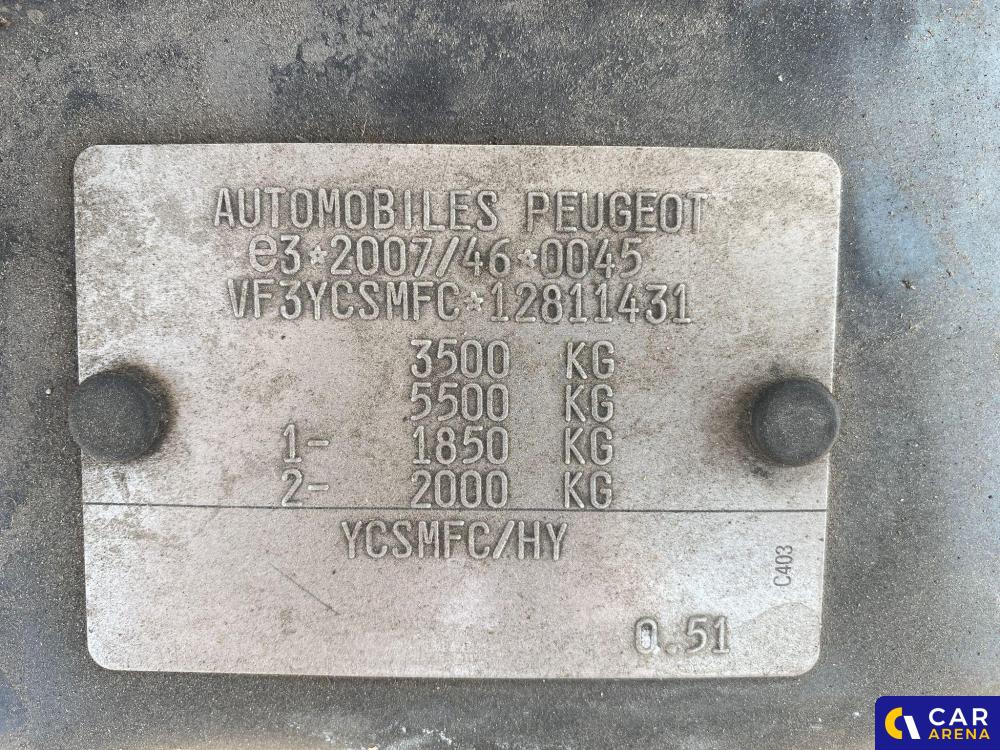 AUTOMOBILES PEUGEOT
e3*2007/46*0045
VF3YCSMFC*12811431
3500 KG
5500 KG
1- 1850 KG
2- 2000 KG
YCSMFC/HY
C403
0.51
CAR
ARENA